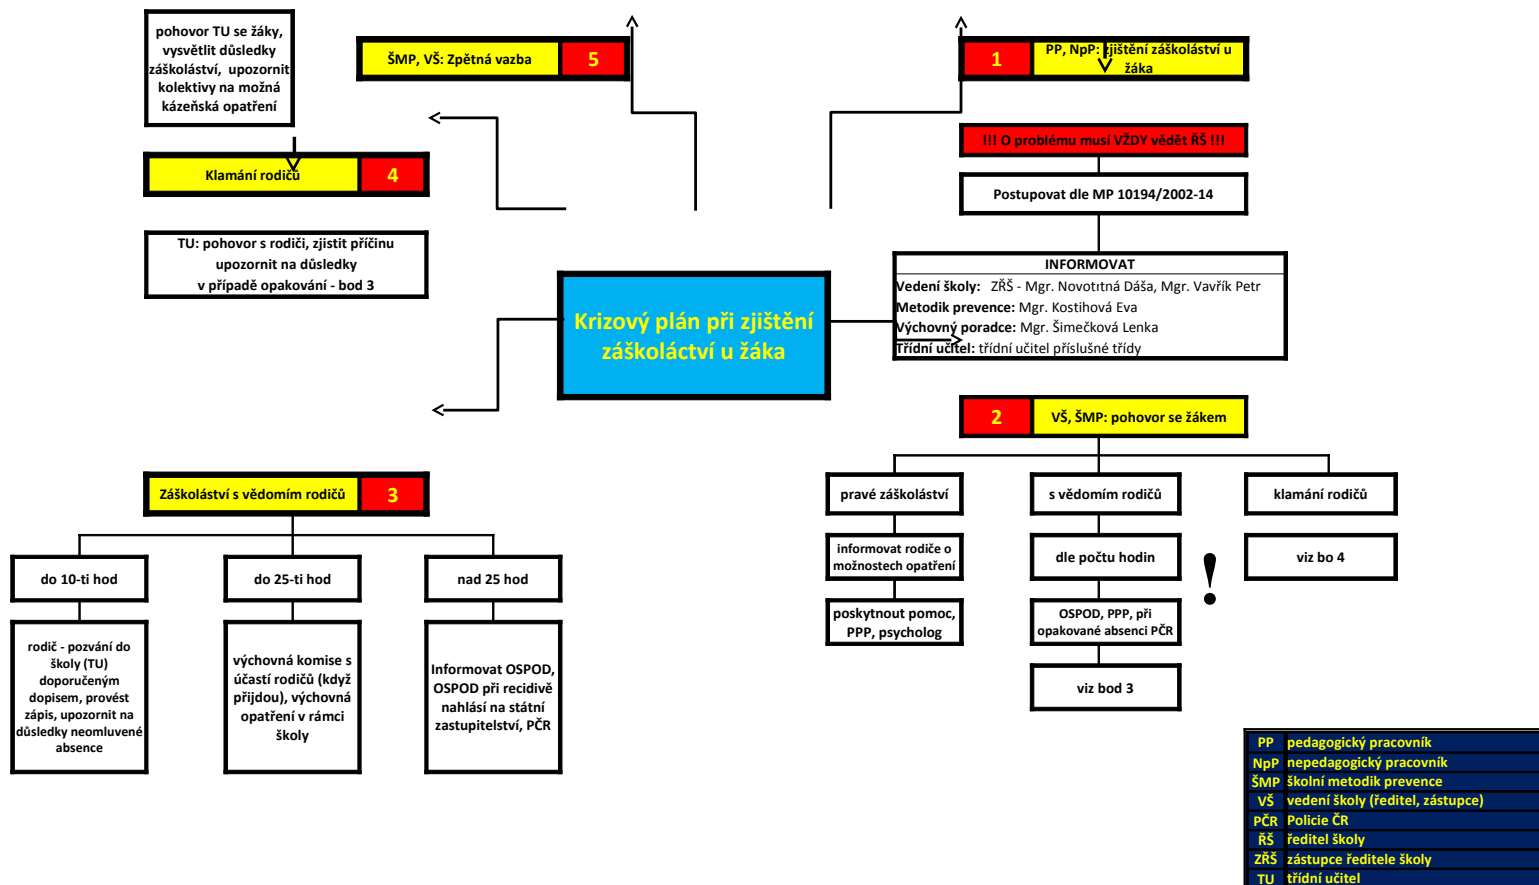 pohovor TU se žáky,
vysvětlit důsledky
záškoláství, upozornit
kolektivy na možná
kázeňská opatření
ŠMP, VŠ: Zpětná vazba
5
1
PP, NpP: zjištění záškoláství u
žáka
!!! O problému musí VŽDY vědět ŘŠ !!!
Klamání rodičů
4
Postupovat dle MP 10194/2002-14
TU: pohovor s rodiči, zjistit příčinu
upozornit na důsledky
v případě opakování - bod 3
INFORMOVAT
Vedení školy: ZŘŠ - Mgr. Novotıtná Dáša, Mgr. Vavřík Petr
Metodik prevence: Mgr. Kostihová Eva
Výchovný poradce: Mgr. Šimečková Lenka
Třídní učitel: třídní učitel příslušné třídy
Krizový plán při zjištění
záškoláctví u žáka
2
VŠ, ŠMP: pohovor se žákem
Záškoláství s vědomím rodičů
3
pravé záškoláství
s vědomím rodičů
klamání rodičů
informovat rodiče o
možnostech opatření
dle počtu hodin
!
viz bo 4
poskytnout pomoc,
PPP, psycholog
OSPOD, PPP, při
opakované absenci PČR
viz bod 3
do 10-ti hod
do 25-ti hod
nad 25 hod
rodič - pozvání do
školy (TU)
doporučeným
dopisem, provést
zápis, upozornit na
důsledky neomluvené
absence
výchovná komise s
účastí rodičů (když
přijdou), výchovná
opatření v rámci
školy
Informovat OSPOD,
OSPOD při recidivě
nahlásí na státní
zastupitelství, PČR
PP pedagogický pracovník
NpP nepedagogický pracovník
ŠMP školní metodik prevence
VŠ vedení školy (ředitel, zástupce)
PČR Policie ČR
ŘŠ ředitel školy
ZŘŠ zástupce ředitele školy
TU třídní učitel